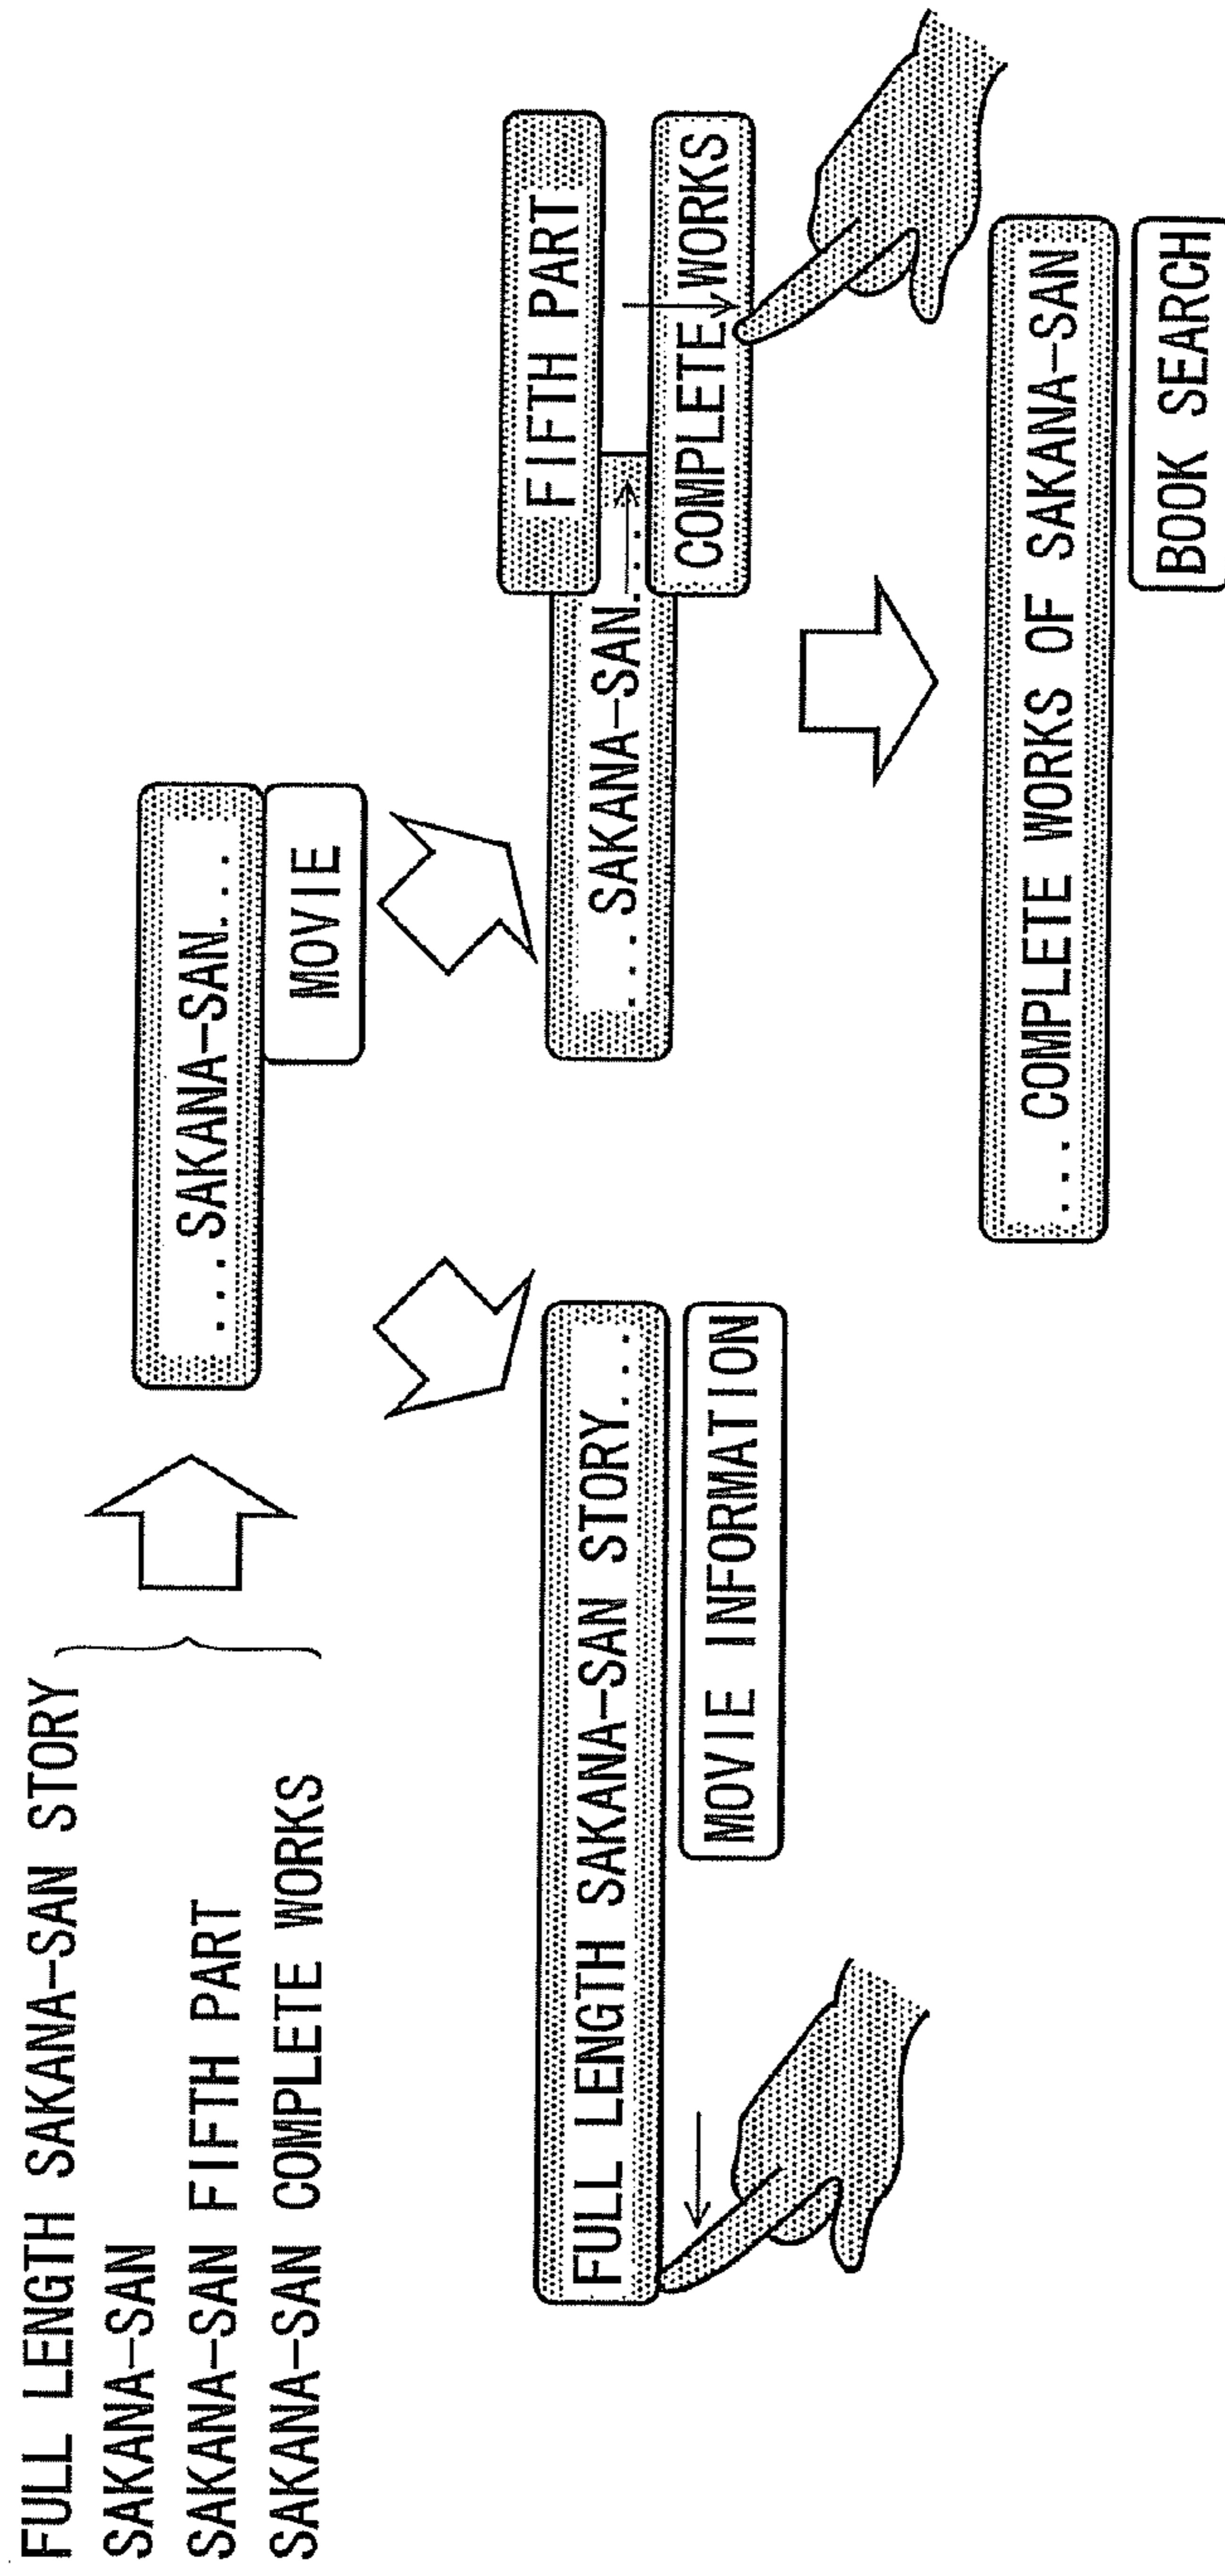 FULL LENGTH SAKANA-SAN STORY
SAKANA-SAN
SAKANA-SAN FIFTH PART
SAKANA-SAN COMPLETE WORKS
...SAKANA-SAN...
MOVIE
FULL LENGTH SAKANA-SAN STORY...
MOVIE INFORMATION
...SAKANA-SAN...
FIFTH PART
COMPLETE WORKS
...COMPLETE WORKS OF SAKANA-SAN
BOOK SEARCH